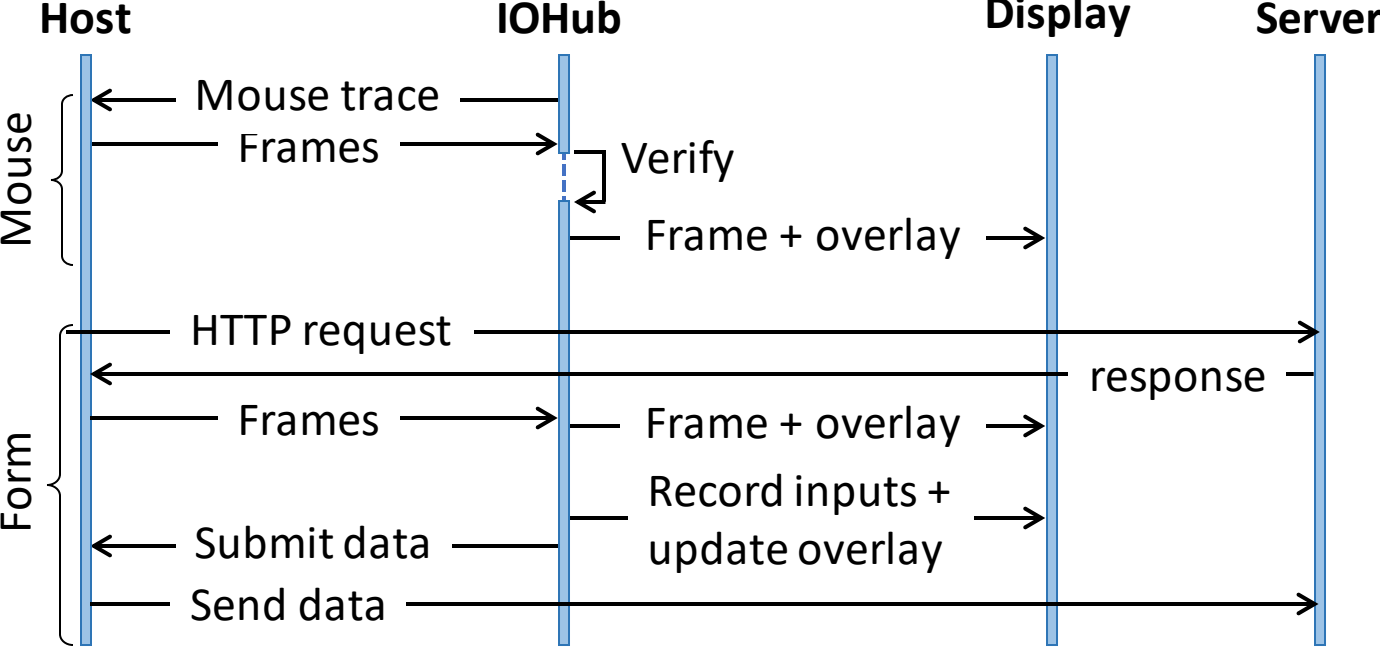 Host IOHub Display Server
Mouse
Mouse trace
Frames
Verify
Frame + overlay
Form
HTTP request
response
Frames
Frame + overlay
Record inputs +
update overlay
Submit data
Send data